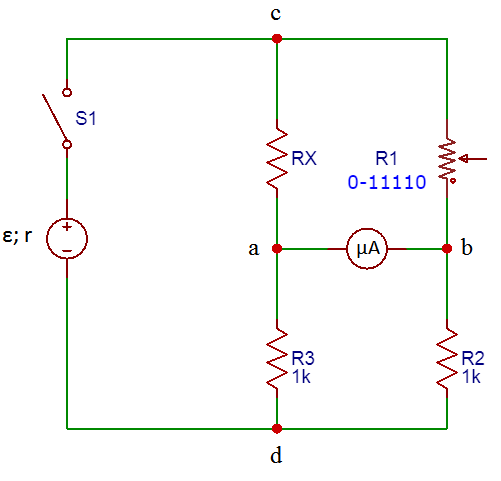 c
S1
RX
R1
0-11110
ε; r
+
−
a
μA
b
R3
1k
R2
1k
d